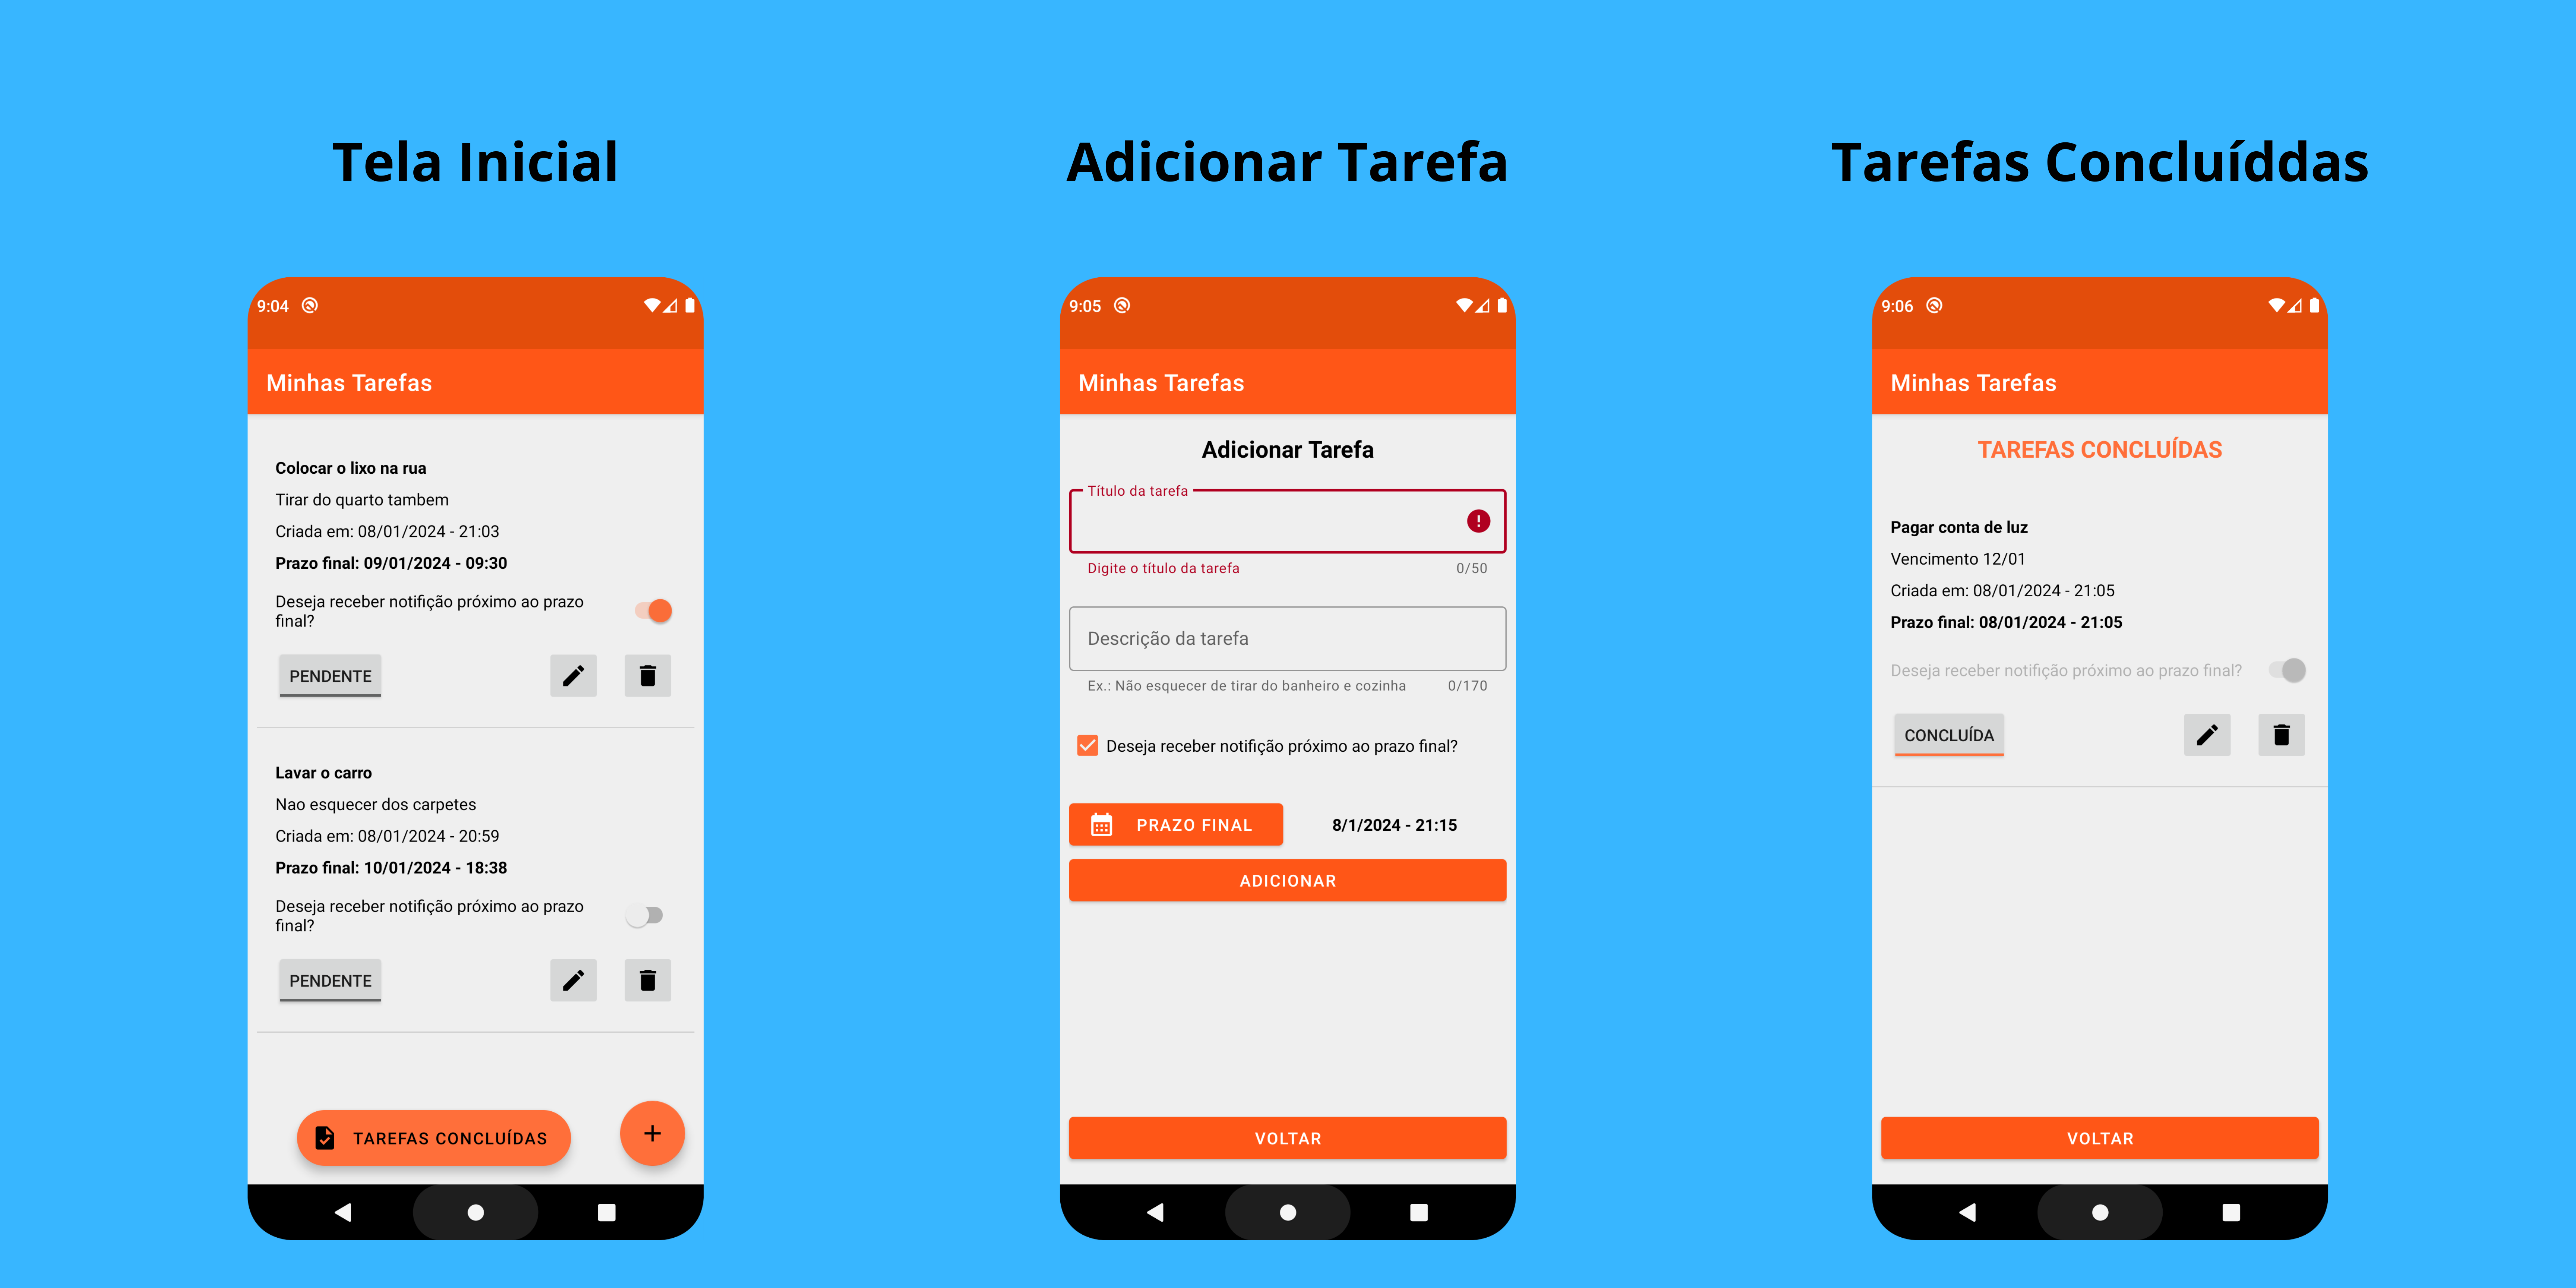 Tela Inicial
9:04
Minhas Tarefas
Colocar o lixo na rua
Tirar do quarto tambem
Criada em: 08/01/2024 - 21:03
Prazo final: 09/01/2024 - 09:30
Deseja receber notifição próximo ao prazo
final?
PENDENTE
Lavar o carro
Nao esquecer dos carpetes
Criada em: 08/01/2024 - 20:59
Prazo final: 10/01/2024 - 18:38
Deseja receber notifição próximo ao prazo
final?
PENDENTE
TAREFAS CONCLUÍDAS
Adicionar Tarefa
9:05
Minhas Tarefas
Adicionar Tarefa
Título da tarefa
Digite o título da tarefa 0/50
Descrição da tarefa
Ex.: Não esquecer de tirar do banheiro e cozinha 0/170
Deseja receber notifição próximo ao prazo final?
PRAZO FINAL 8/1/2024 - 21:15
ADICIONAR
VOLTAR
Tarefas Concluíddas
9:06
Minhas Tarefas
TAREFAS CONCLUÍDAS
Pagar conta de luz
Vencimento 12/01
Criada em: 08/01/2024 - 21:05
Prazo final: 08/01/2024 - 21:05
Deseja receber notifição próximo ao prazo final?
CONCLUÍDA
VOLTAR